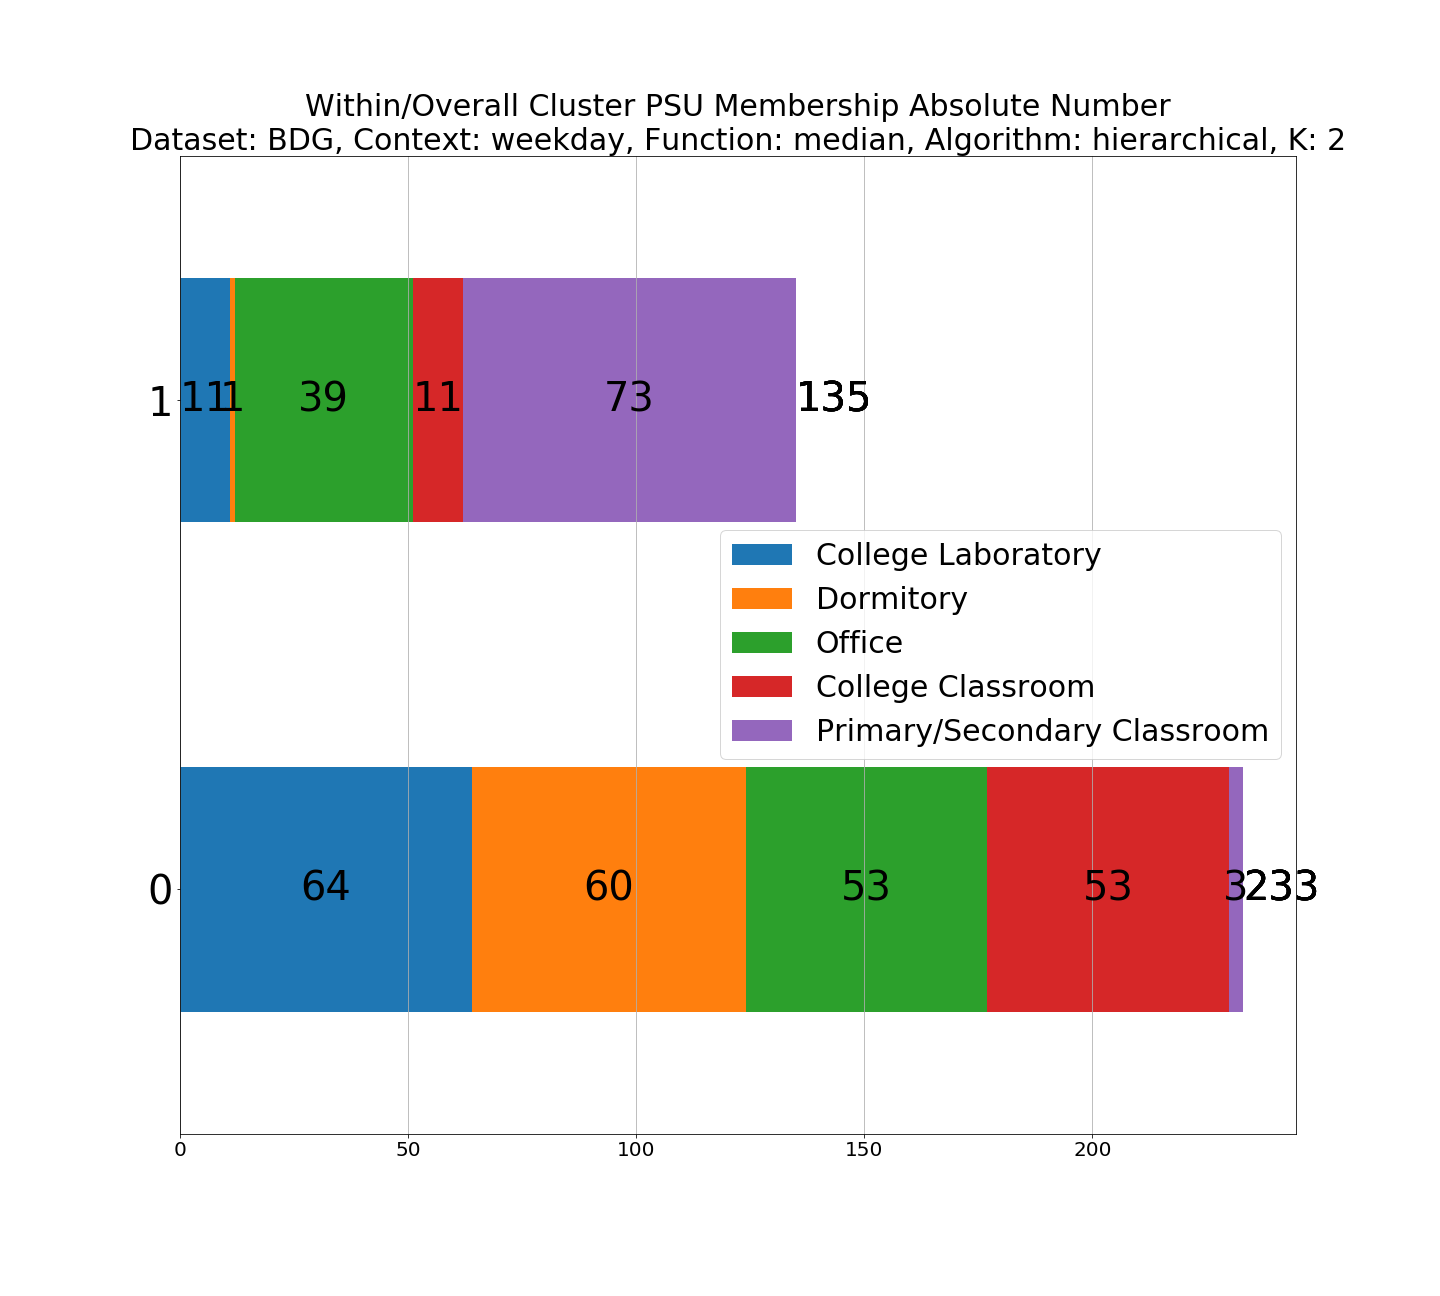 Within/Overall Cluster PSU Membership Absolute Number
Dataset: BDG, Context: weekday, Function: median, Algorithm: hierarchical, K: 2
1
11
1
39
11
73
135
College Laboratory
Dormitory
Office
College Classroom
Primary/Secondary Classroom
0
64
60
53
53
3
233
0
50
100
150
200